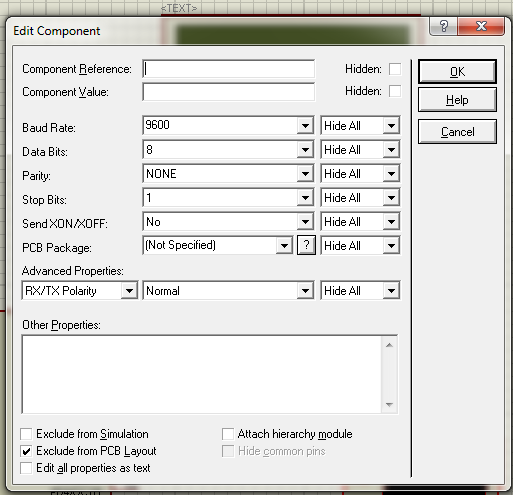 <TEXT>
Edit Component
Component Reference: Hidden: OK
Component Value: Hidden: Help
Baud Rate: 9600 Hide All Cancel
Data Bits: 8 Hide All
Parity: NONE Hide All
Stop Bits: 1 Hide All
Send XON/XOFF: No Hide All
PCB Package: (Not Specified) ? Hide All
Advanced Properties:
RX/TX Polarity Normal Hide All
Other Properties:
Exclude from Simulation Attach hierarchy module
Exclude from PCB Layout Hide common pins
Edit all properties as text